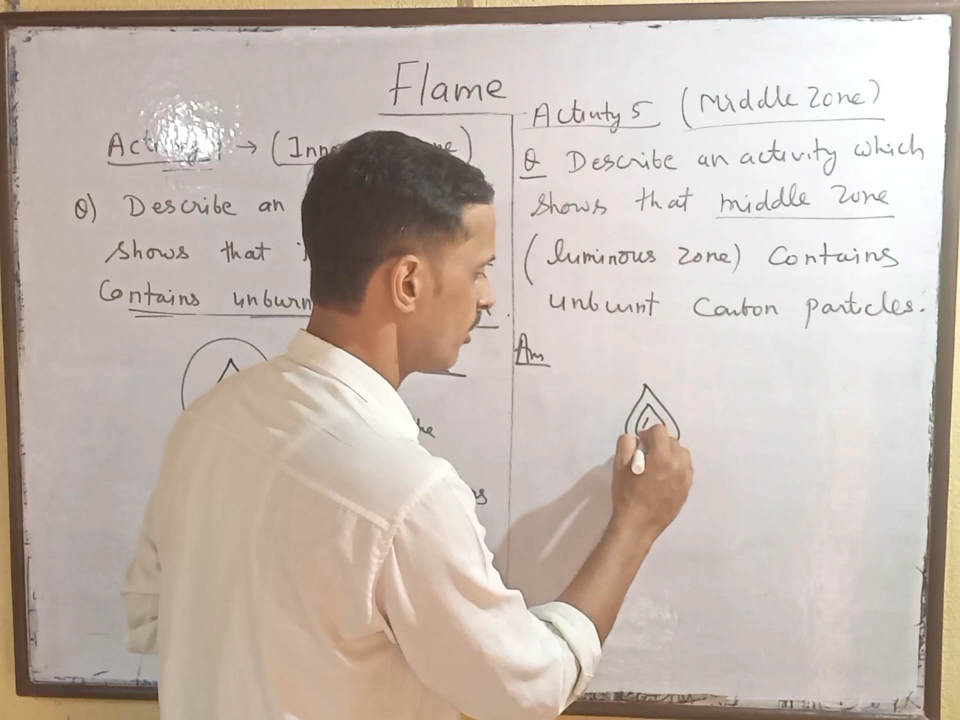 Flame
→ (Inn
Q) Describe an
shows that
Contains unburn
he
s
Activity 5 (Middle Zone)
Q Describe an activity which
shows that middle zone
(luminous zone) Contains
unburnt Carbon particles.
Ans